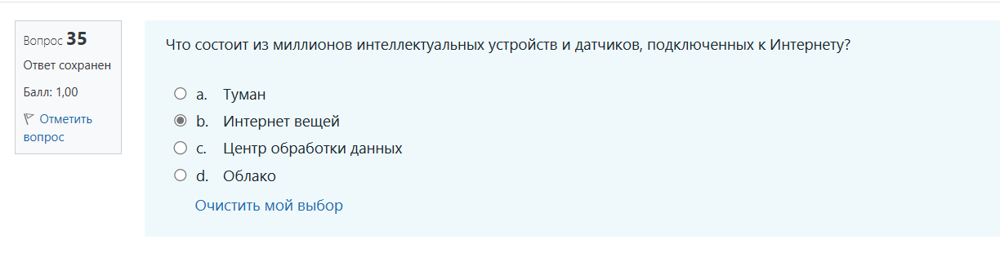 Вопрос 35
Ответ сохранен
Балл: 1,00
Отметить
вопрос
Что состоит из миллионов интеллектуальных устройств и датчиков, подключенных к Интернету?
a. Туман
b. Интернет вещей
c. Центр обработки данных
d. Облако
Очистить мой выбор